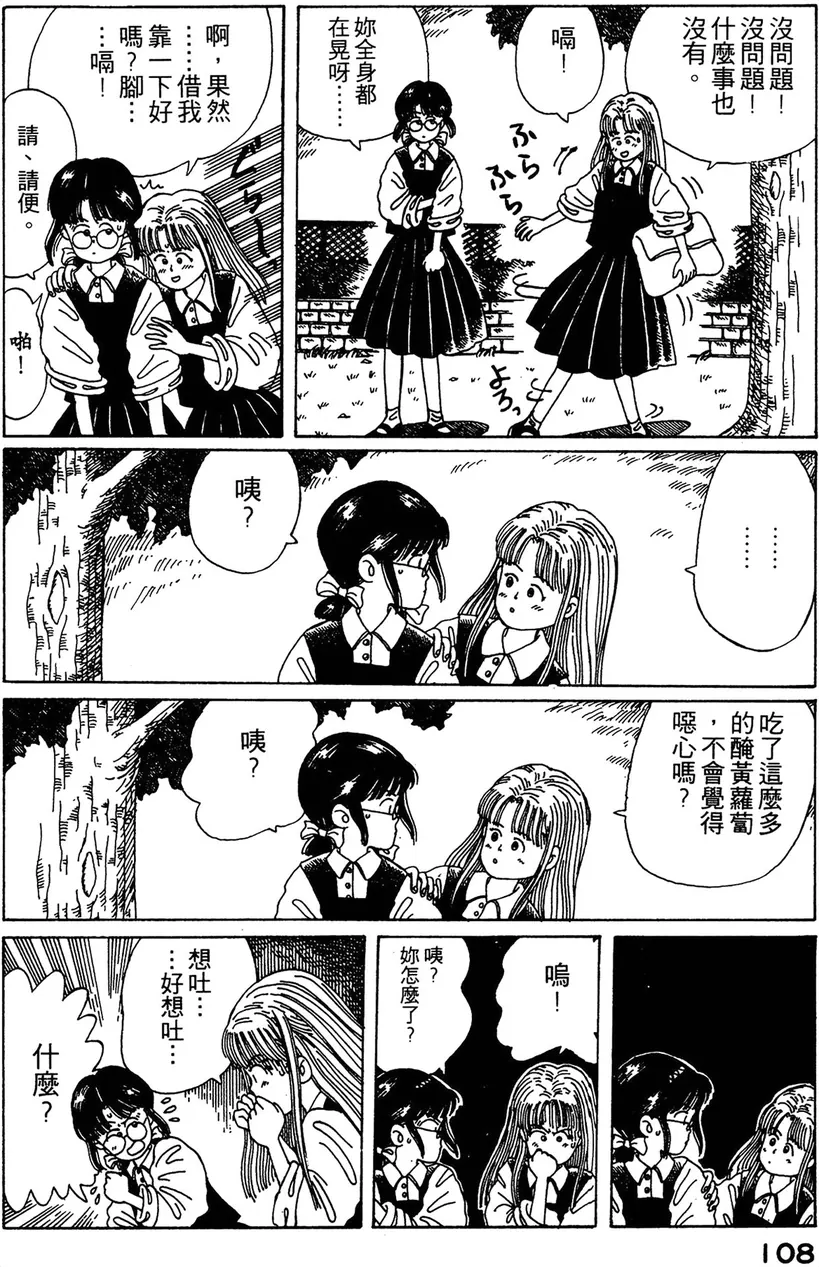 沒問題！
沒問題！
什麼事也
沒有。
嗝！
妳全身都
在晃呀……
ふら
ふら
よろっ
啊，果然
……借我
靠一下好
嗎？腳…
…嗝！
ぐらーっ
請、請便。
啪！
……
咦？
吃了這麼多
的醃黃蘿蔔
，不會覺得
噁心嗎？
咦？
嗚！
咦？
妳怎麼了？
想吐…
…好想吐…
什麼？
108